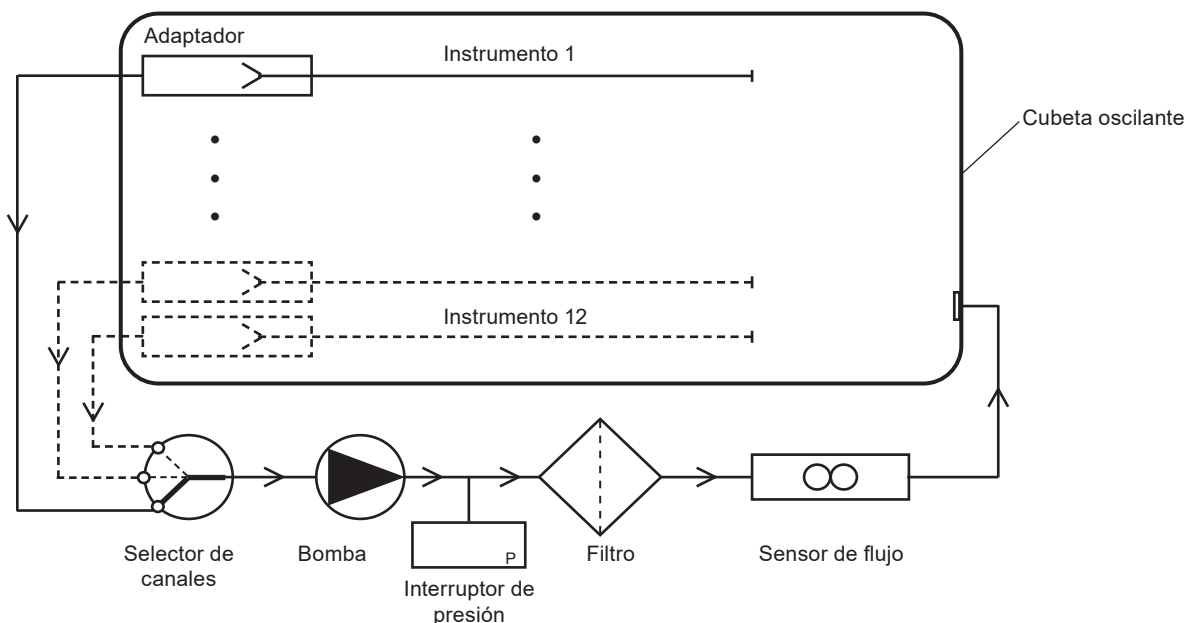 Adaptador
Instrumento 1
Cubeta oscilante
Instrumento 12
Selector de
canales
Bomba
P
Interruptor de
presión
Filtro
Sensor de flujo